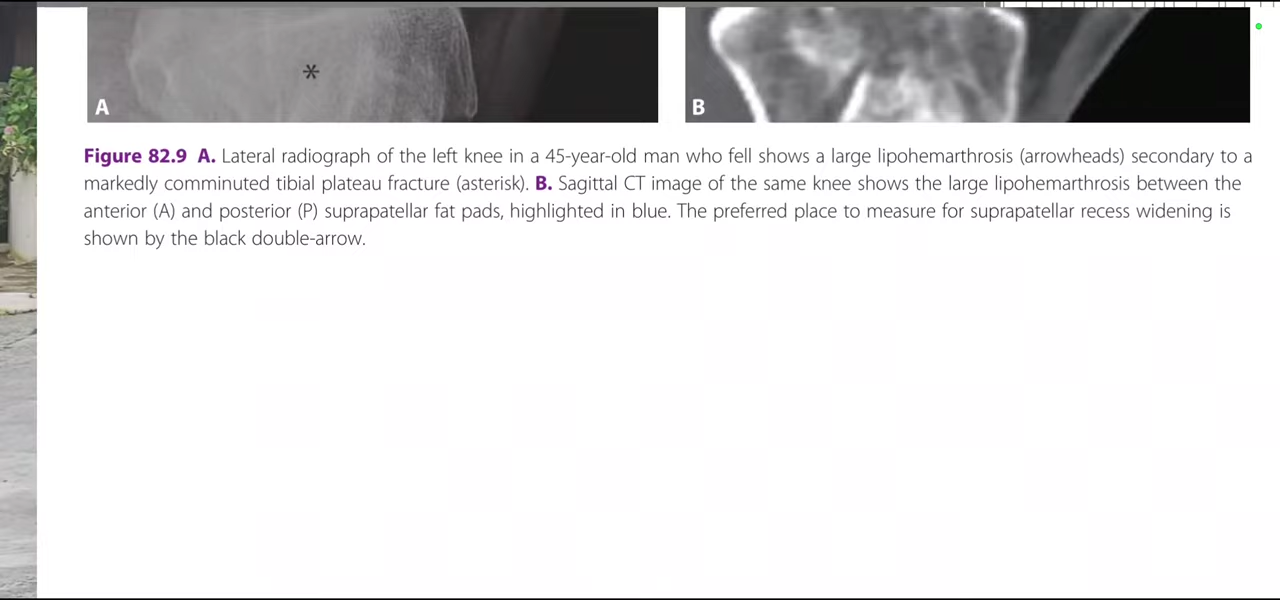 *
A
B
Figure 82.9 A. Lateral radiograph of the left knee in a 45-year-old man who fell shows a large lipohemarthrosis (arrowheads) secondary to a
markedly comminuted tibial plateau fracture (asterisk). B. Sagittal CT image of the same knee shows the large lipohemarthrosis between the
anterior (A) and posterior (P) suprapatellar fat pads, highlighted in blue. The preferred place to measure for suprapatellar recess widening is
shown by the black double-arrow.